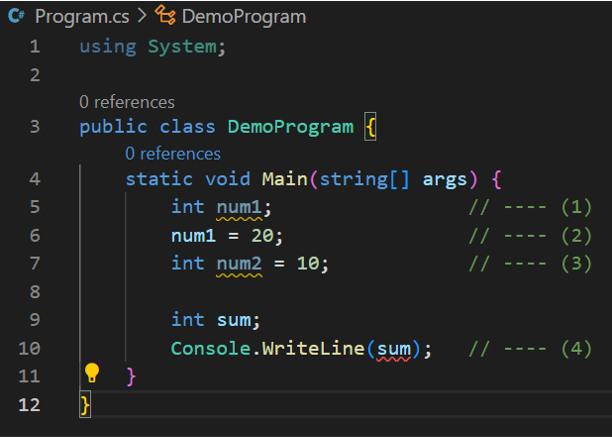 C# Program.cs > DemoProgram
1 using System;
2
0 references
3 public class DemoProgram {
0 references
4 static void Main(string[] args) {
5 int num1; // ---- (1)
6 num1 = 20; // ---- (2)
7 int num2 = 10; // ---- (3)
8
9 int sum;
10 Console.WriteLine(sum); // ---- (4)
11 }
12 }